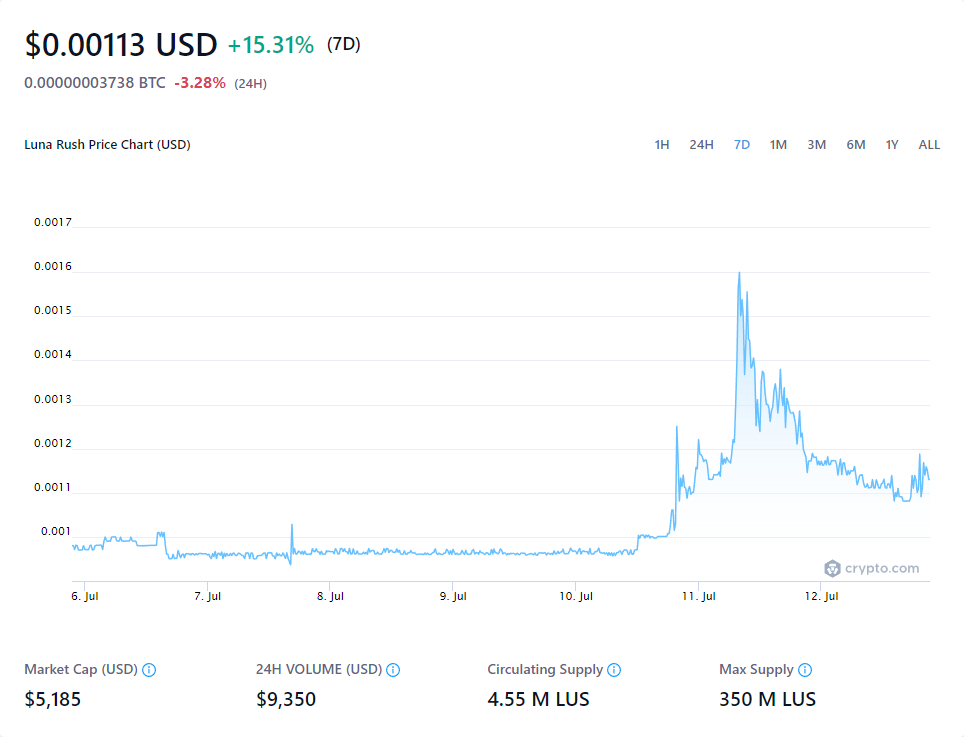 $0.00113 USD +15.31% (7D)
0.00000003738 BTC -3.28% (24H)
Luna Rush Price Chart (USD) 1H 24H 7D 1M 3M 6M 1Y ALL
0.0017
0.0016
0.0015
0.0014
0.0013
0.0012
0.0011
0.001
crypto.com
6. Jul 7. Jul 8. Jul 9. Jul 10. Jul 11. Jul 12. Jul
Market Cap (USD) 24H VOLUME (USD) Circulating Supply Max Supply
$5,185 $9,350 4.55 M LUS 350 M LUS